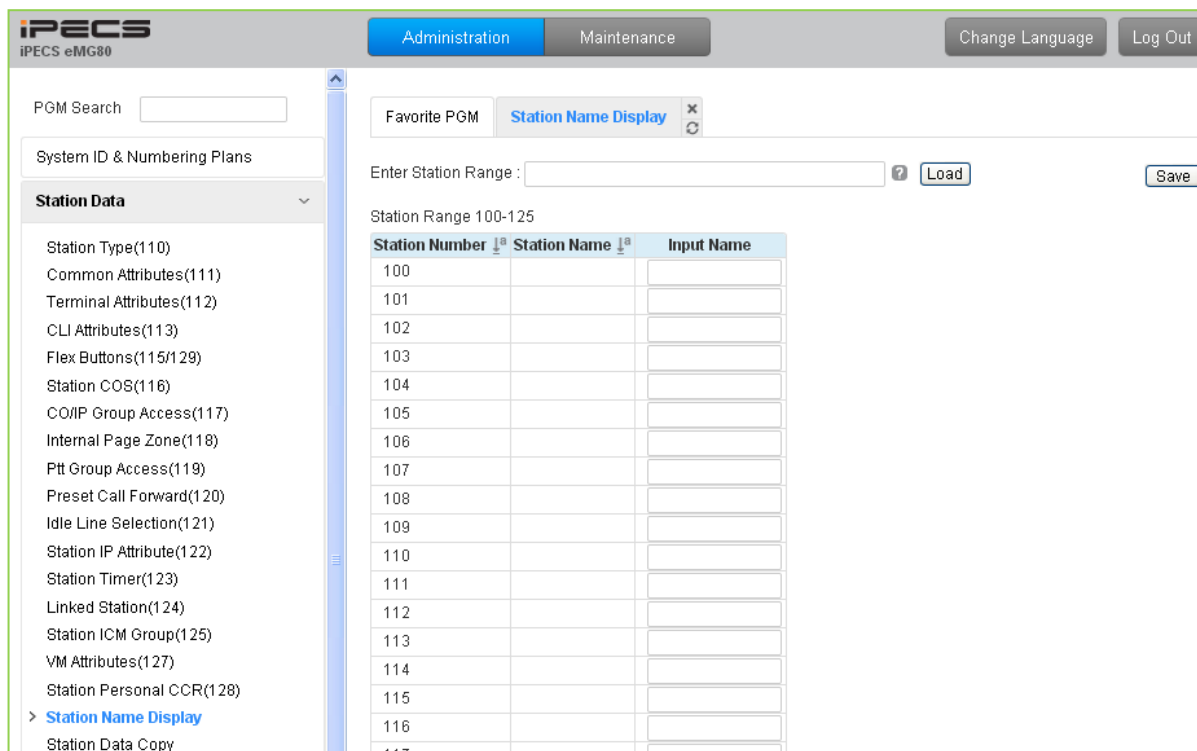 iPECS
iPECS eMG80
Administration
Maintenance
Change Language
Log Out
PGM Search
System ID & Numbering Plans
Station Data
Station Type(110)
Common Attributes(111)
Terminal Attributes(112)
CLI Attributes(113)
Flex Buttons(115/129)
Station COS(116)
CO/IP Group Access(117)
Internal Page Zone(118)
Ptt Group Access(119)
Preset Call Forward(120)
Idle Line Selection(121)
Station IP Attribute(122)
Station Timer(123)
Linked Station(124)
Station ICM Group(125)
VM Attributes(127)
Station Personal CCR(128)
> Station Name Display
Station Data Copy
Favorite PGM
Station Name Display
Enter Station Range :
? Load
Save
Station Range 100-125
Station Number Station Name Input Name
100
101
102
103
104
105
106
107
108
109
110
111
112
113
114
115
116